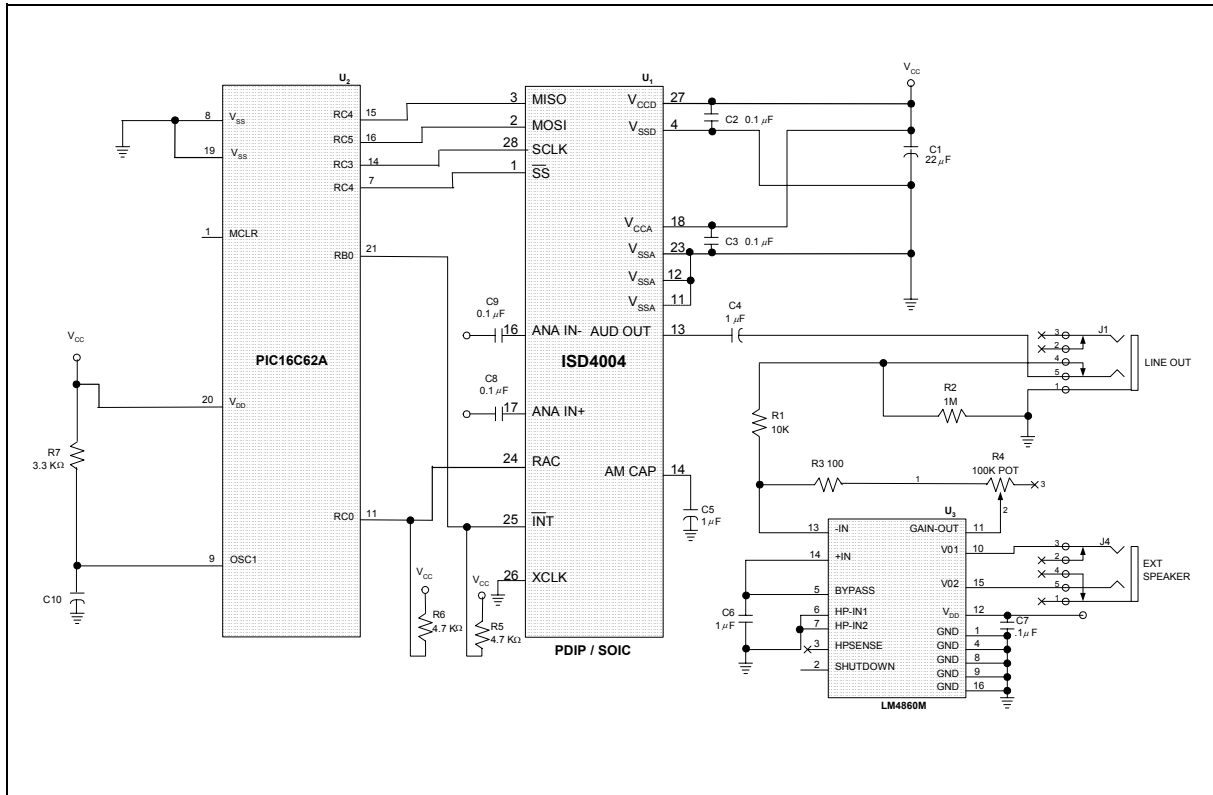 U2
PIC16C62A
8 VSS
19 VSS
1 MCLR
20 VDD
9 OSC1
RC4 15
RC5 16
RC3 14
RC4 7
RB0 21
RC0 11
VCC
R7
3.3 KΩ
C10
U1
ISD4004
PDIP / SOIC
3 MISO
2 MOSI
28 SCLK
1 SS
16 ANA IN-
17 ANA IN+
24 RAC
25 INT
26 XCLK
VCCD 27
VSSD 4
VCCA 18
VSSA 23
VSSA 12
VSSA 11
AUD OUT 13
AM CAP 14
C9
0.1 µF
C8
0.1 µF
VCC
R6
4.7 KΩ
VCC
R5
4.7 KΩ
VCC
C2 0.1 µF
C1
22 µF
C3 0.1 µF
C4
1 µF
C5
1 µF
3
2
4
5
1
J1
LINE OUT
R1
10K
R2
1M
R3 100
1
R4
100K POT
3
2
U3
13 -IN
14 +IN
5 BYPASS
6 HP-IN1
7 HP-IN2
3 HPSENSE
2 SHUTDOWN
GAIN-OUT 11
V01 10
V02 15
VDD 12
GND 1
GND 4
GND 8
GND 9
GND 16
LM4860M
C6
1 µF
C7
.1 µF
3
2
4
5
1
J4
EXT
SPEAKER